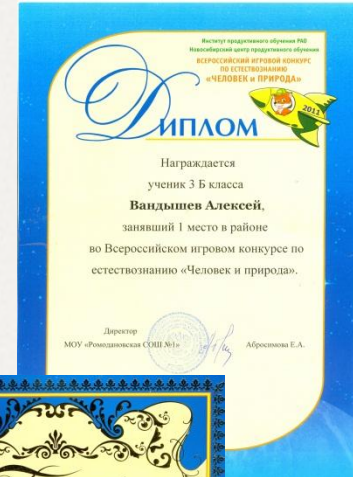 Институт продуктивного обучения РАО
Новосибирский центр продуктивного обучения
ВСЕРОССИЙСКИЙ ИГРОВОЙ КОНКУРС
ПО ЕСТЕСТВОЗНАНИЮ
«ЧЕЛОВЕК и ПРИРОДА»
2011
ДИПЛОМ
Награждается
ученик 3 Б класса
Вандышев Алексей,
занявший 1 место в районе
во Всероссийском игровом конкурсе по
естествознанию «Человек и природа».
Директор
МОУ «Ромодановская СОШ №1»
Абросимова Е.А.